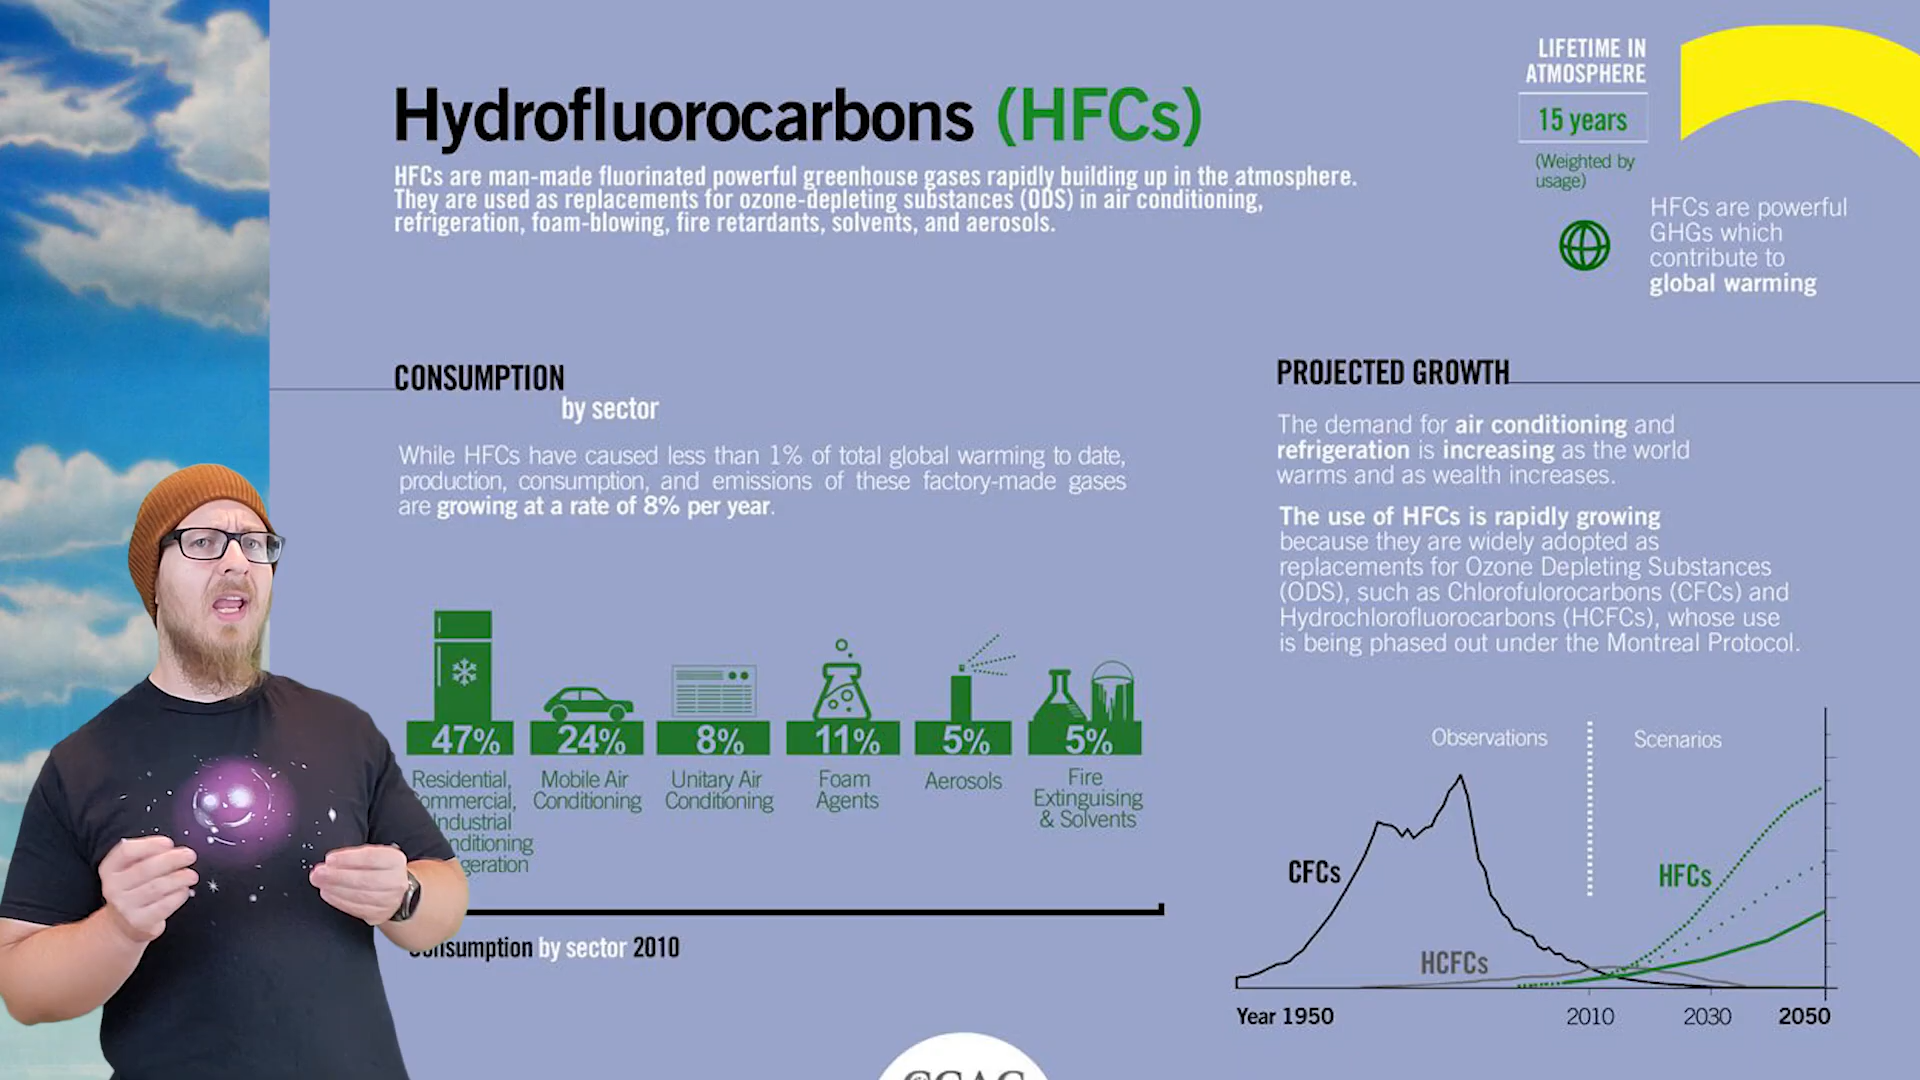 Hydrofluorocarbons (HFCs)
HFCs are man-made fluorinated powerful greenhouse gases rapidly building up in the atmosphere.
They are used as replacements for ozone-depleting substances (ODS) in air conditioning,
refrigeration, foam-blowing, fire retardants, solvents, and aerosols.
LIFETIME IN
ATMOSPHERE
15 years
(Weighted by
usage)
HFCs are powerful
GHGs which
contribute to
global warming
CONSUMPTION
by sector
While HFCs have caused less than 1% of total global warming to date,
production, consumption, and emissions of these factory-made gases
are growing at a rate of 8% per year.
47%
Residential,
ommercial,
Industrial
nditioning
geration
24%
Mobile Air
Conditioning
8%
Unitary Air
Conditioning
11%
Foam
Agents
5%
Aerosols
5%
Fire
Extinguising
& Solvents
Consumption by sector 2010
PROJECTED GROWTH
The demand for air conditioning and
refrigeration is increasing as the world
warms and as wealth increases.
The use of HFCs is rapidly growing
because they are widely adopted as
replacements for Ozone Depleting Substances
(ODS), such as Chlorofulorocarbons (CFCs) and
Hydrochlorofluorocarbons (HCFCs), whose use
is being phased out under the Montreal Protocol.
Observations
Scenarios
CFCs
HFCs
HCFCs
Year 1950
2010
2030
2050